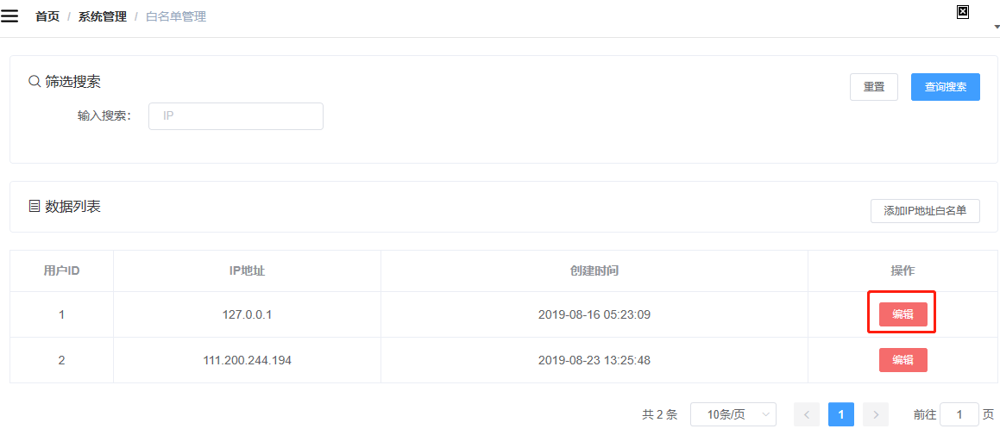 首页 / 系统管理 / 白名单管理
筛选搜索
重置 查询搜索
输入搜索： IP
数据列表
添加IP地址白名单
用户ID IP地址 创建时间 操作
1 127.0.0.1 2019-08-16 05:23:09 编辑
2 111.200.244.194 2019-08-23 13:25:48 编辑
共 2 条 10条/页 < 1 > 前往 1 页